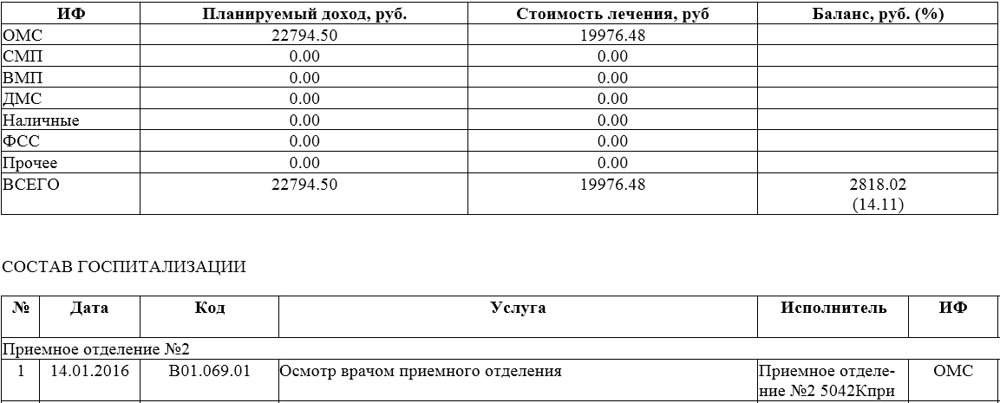 ИФ Планируемый доход, руб. Стоимость лечения, руб Баланс, руб. (%)
ОМС 22794.50 19976.48
СМП 0.00 0.00
ВМП 0.00 0.00
ДМС 0.00 0.00
Наличные 0.00 0.00
ФСС 0.00 0.00
Прочее 0.00 0.00
ВСЕГО 22794.50 19976.48 2818.02
(14.11)
СОСТАВ ГОСПИТАЛИЗАЦИИ
№ Дата Код Услуга Исполнитель ИФ
Приемное отделение №2
1 14.01.2016 B01.069.01 Осмотр врачом приемного отделения Приемное отделе- ОМС
ние №2 5042Кпри